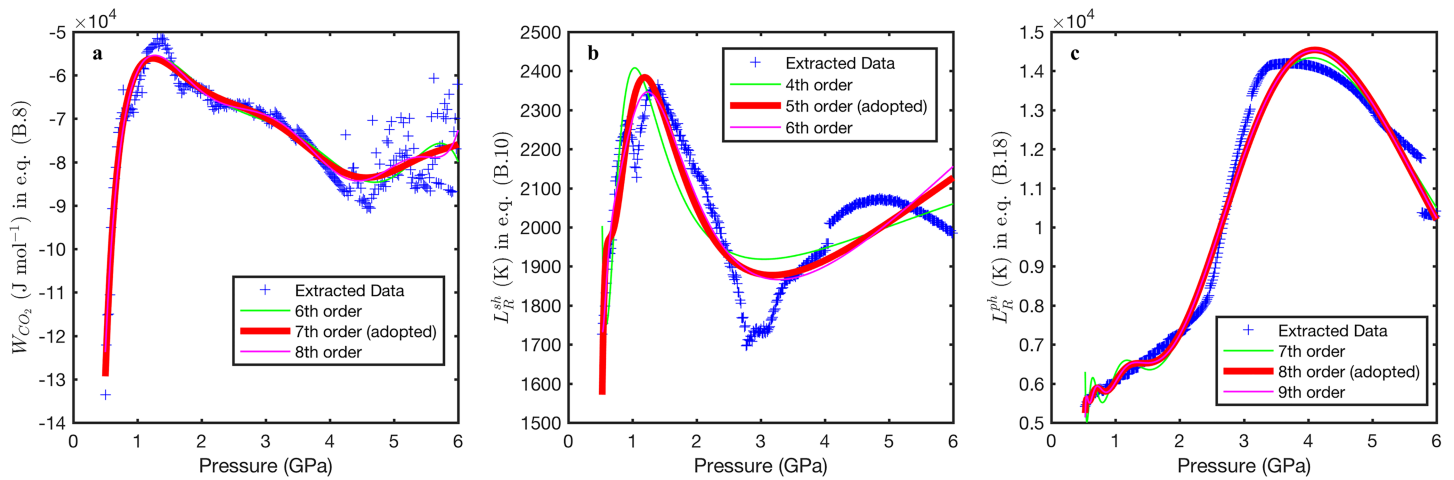 ×10⁴
a
-5
-6
-7
-8
-9
-10
-11
-12
-13
-14
W_{CO_2} (J mol⁻¹) in e.q. (B.8)
Extracted Data
6th order
7th order (adopted)
8th order
0 1 2 3 4 5 6
Pressure (GPa)
b
2500
2400
2300
2200
2100
2000
1900
1800
1700
1600
1500
L_R^{sh} (K) in e.q. (B.10)
Extracted Data
4th order
5th order (adopted)
6th order
0 1 2 3 4 5 6
Pressure (GPa)
×10⁴
c
1.5
1.4
1.3
1.2
1.1
1
0.9
0.8
0.7
0.6
0.5
L_R^{ph} (K) in e.q. (B.18)
Extracted Data
7th order
8th order (adopted)
9th order
0 1 2 3 4 5 6
Pressure (GPa)